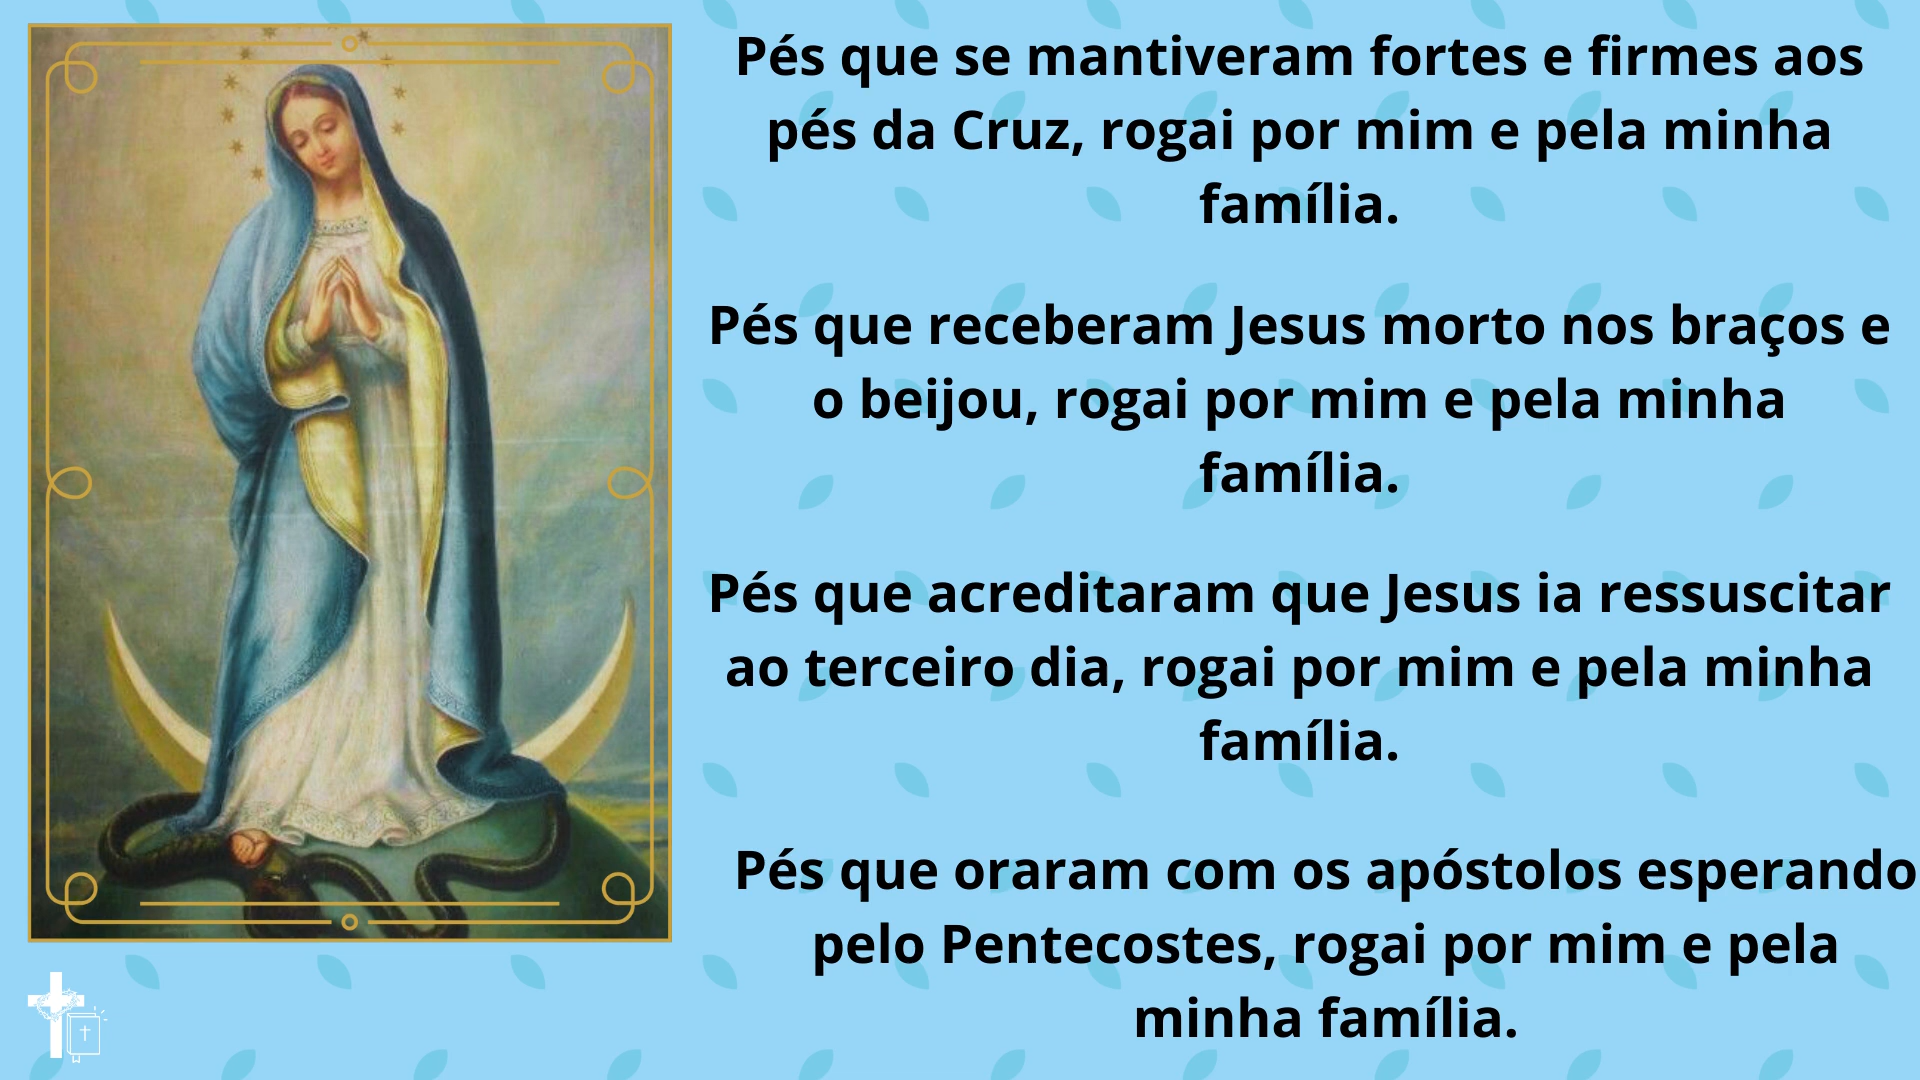 Pés que se mantiveram fortes e firmes aos
pés da Cruz, rogai por mim e pela minha
família.
Pés que receberam Jesus morto nos braços e
o beijou, rogai por mim e pela minha
família.
Pés que acreditaram que Jesus ia ressuscitar
ao terceiro dia, rogai por mim e pela minha
família.
Pés que oraram com os apóstolos esperando
pelo Pentecostes, rogai por mim e pela
minha família.